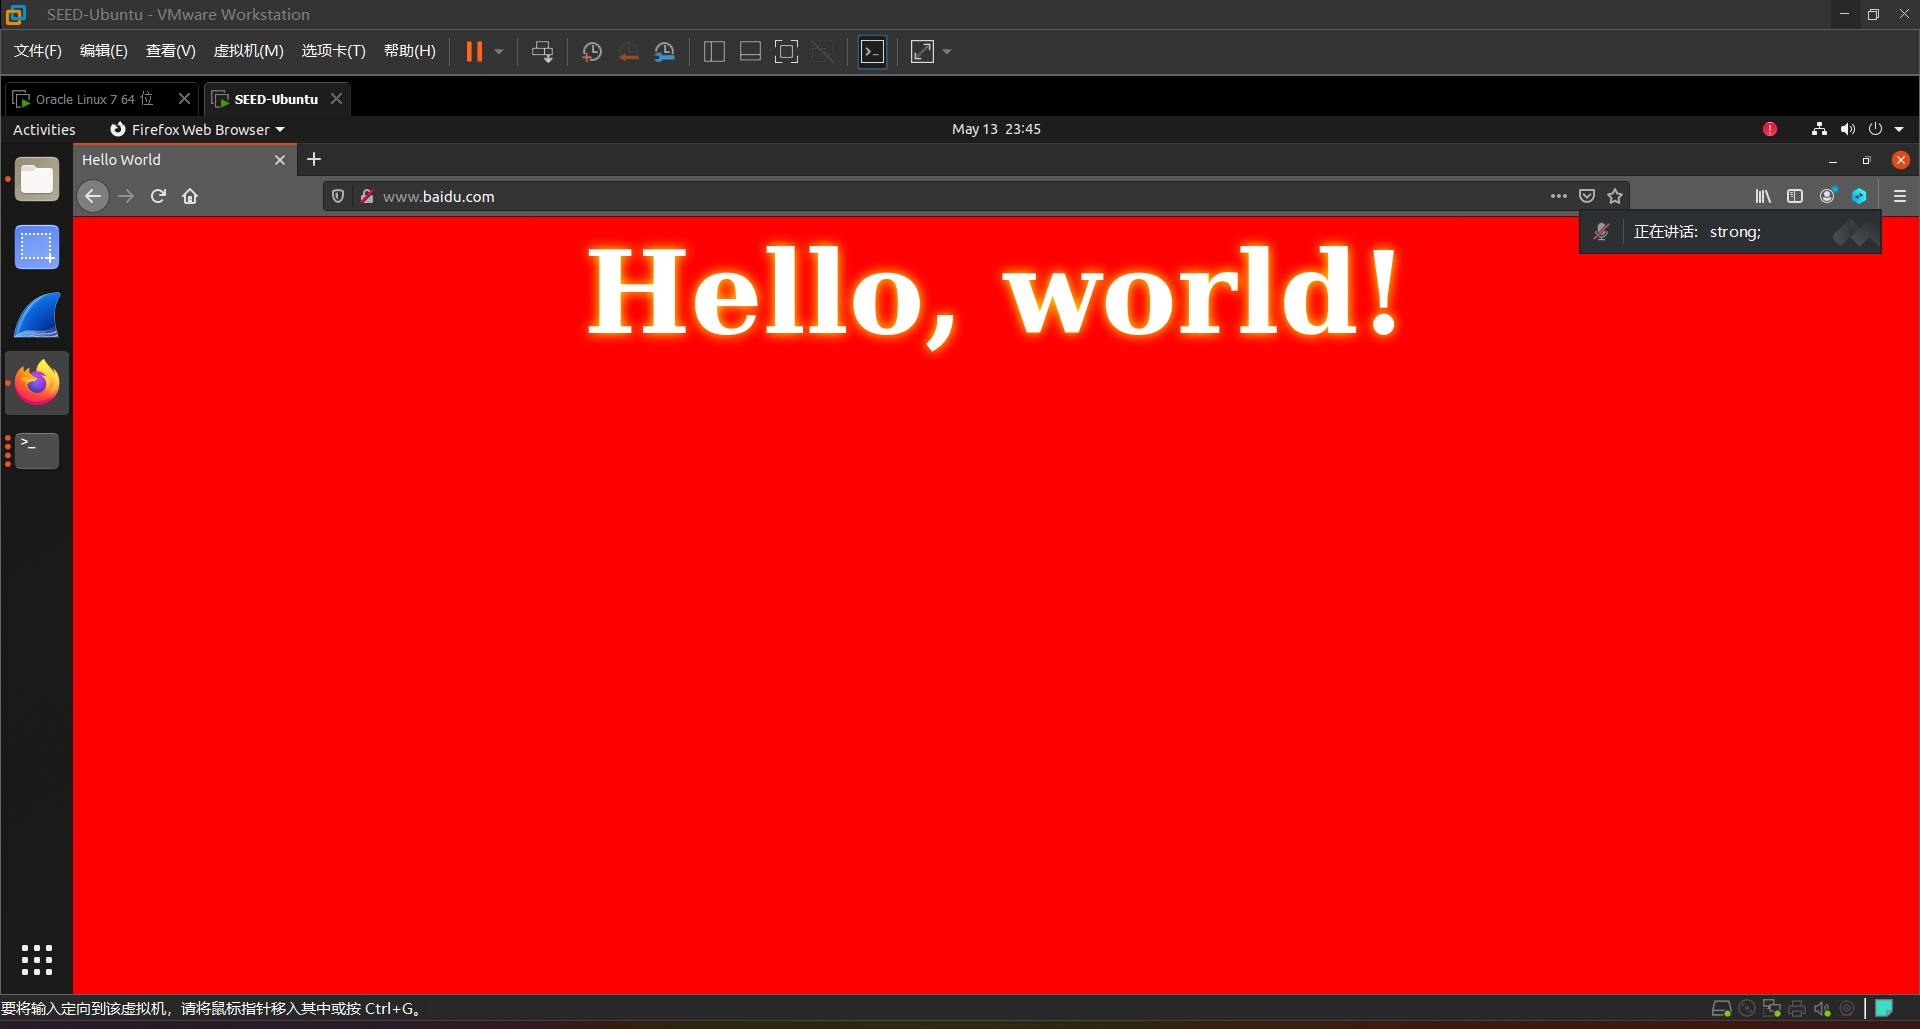 SEED-Ubuntu - VMware Workstation
文件(F) 编辑(E) 查看(V) 虚拟机(M) 选项卡(T) 帮助(H)
Oracle Linux 7 64 位 SEED-Ubuntu
Activities Firefox Web Browser May 13 23:45
Hello World
www.baidu.com
正在讲话: strong;
Hello, world!
要将输入定向到该虚拟机，请将鼠标指针移入其中或按 Ctrl+G。